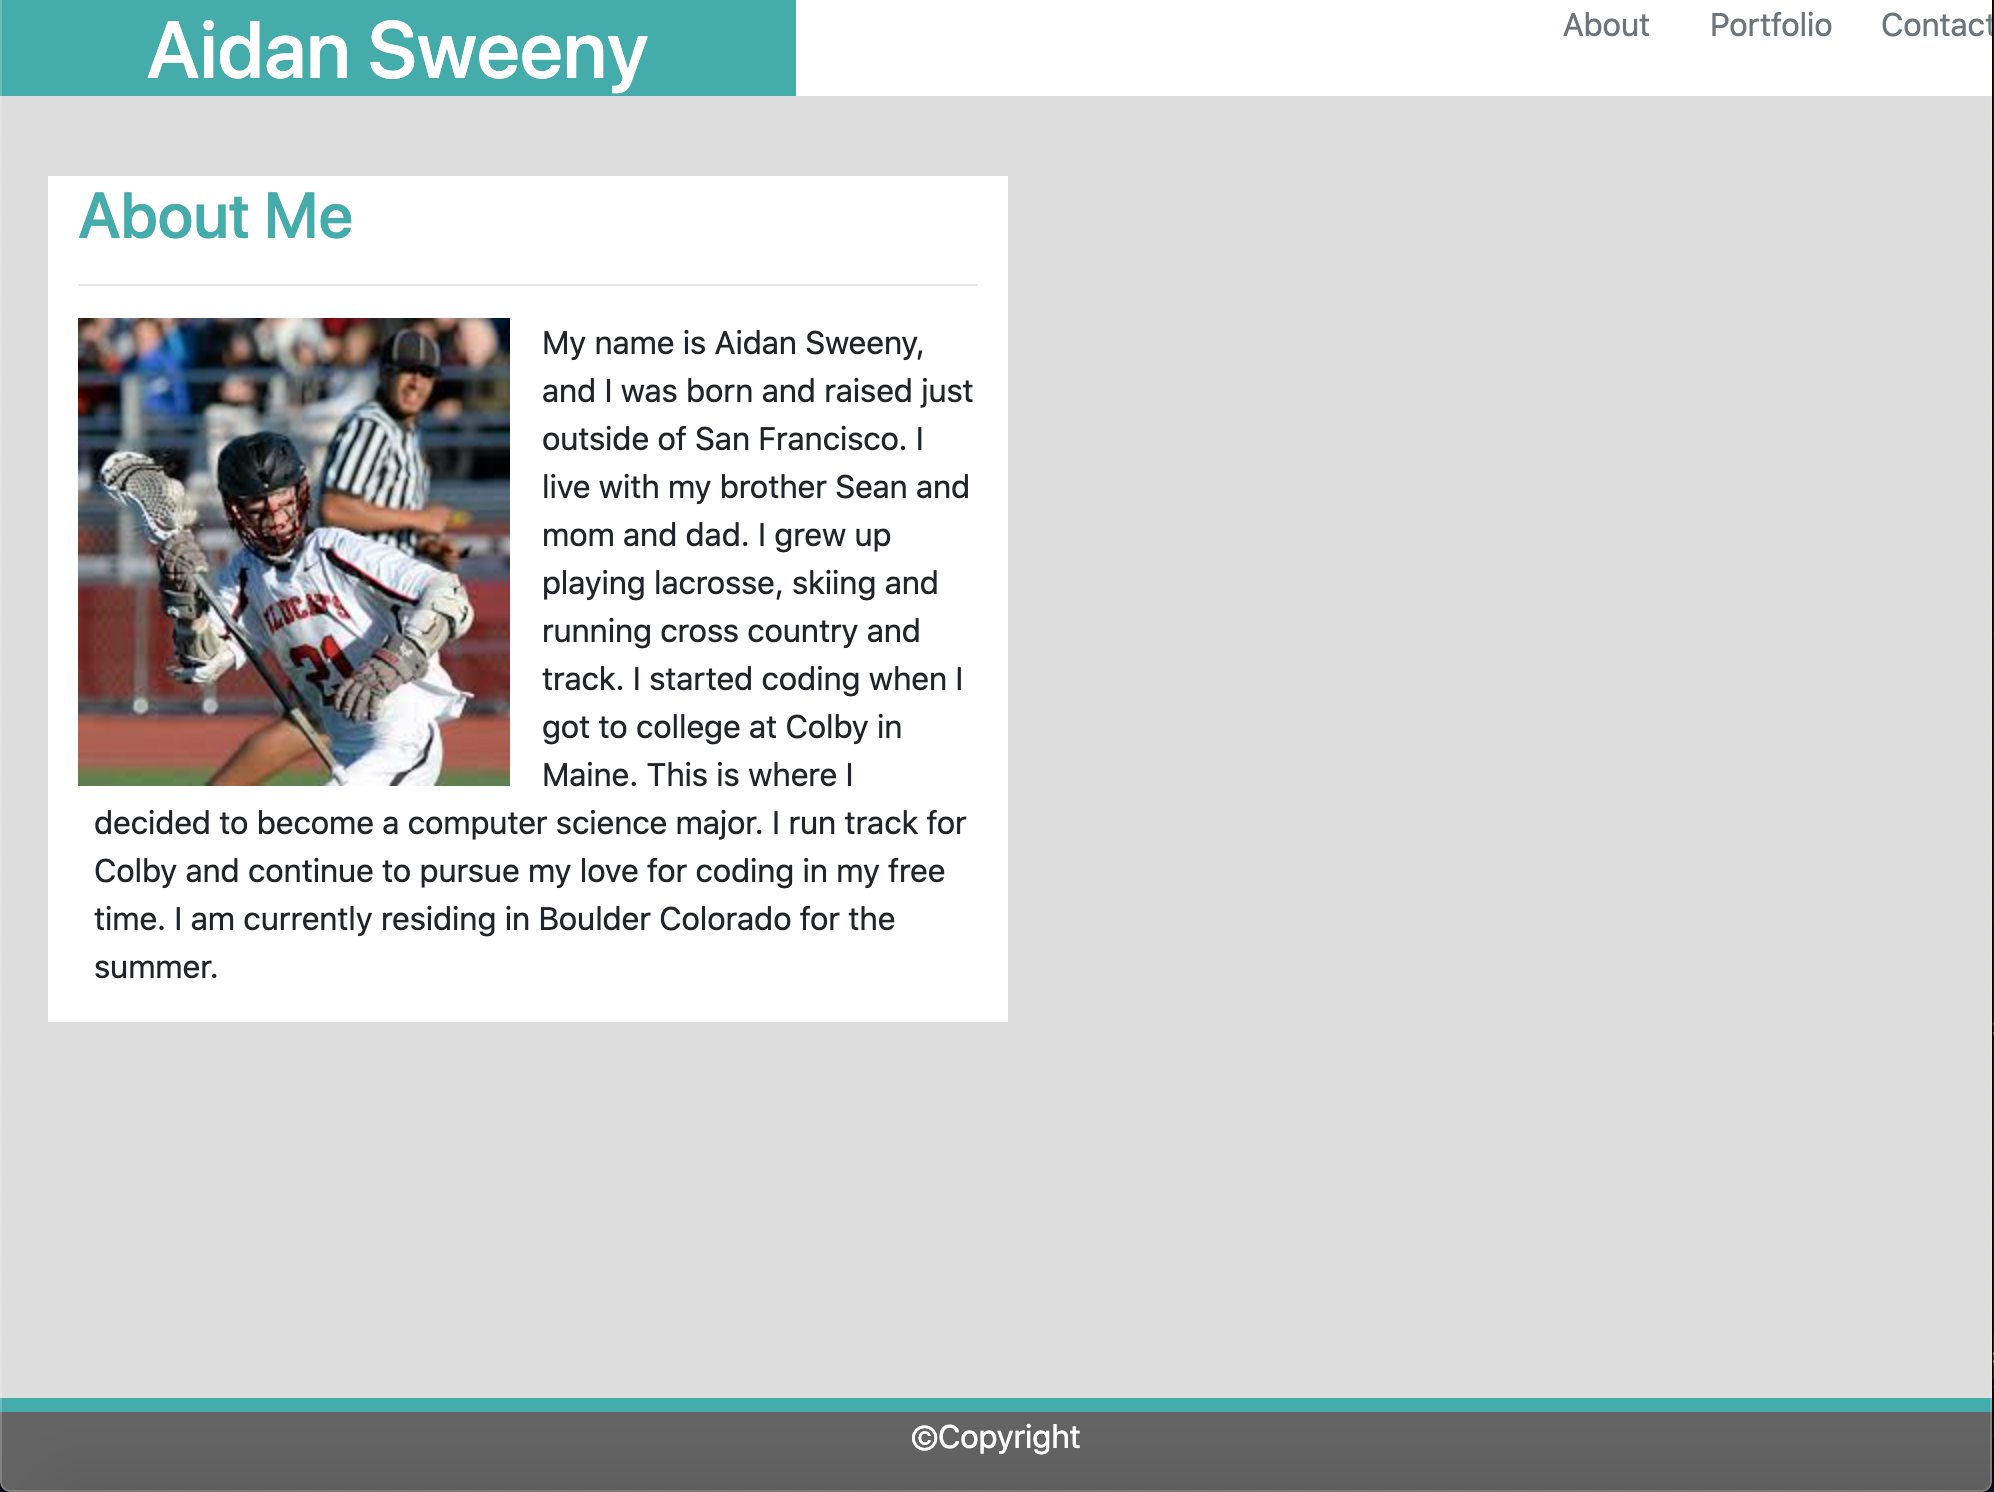 Aidan Sweeny
About Portfolio Contact
About Me
My name is Aidan Sweeny,
and I was born and raised just
outside of San Francisco. I
live with my brother Sean and
mom and dad. I grew up
playing lacrosse, skiing and
running cross country and
track. I started coding when I
got to college at Colby in
Maine. This is where I
decided to become a computer science major. I run track for
Colby and continue to pursue my love for coding in my free
time. I am currently residing in Boulder Colorado for the
summer.
21
©Copyright